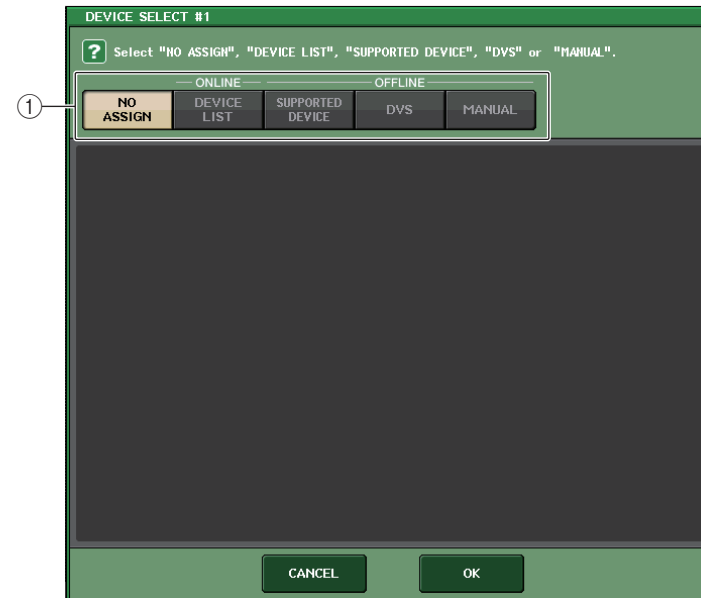 DEVICE SELECT #1
? Select "NO ASSIGN", "DEVICE LIST", "SUPPORTED DEVICE", "DVS" or "MANUAL".
ONLINE OFFLINE
1
NO ASSIGN
DEVICE LIST
SUPPORTED DEVICE
DVS
MANUAL
CANCEL OK